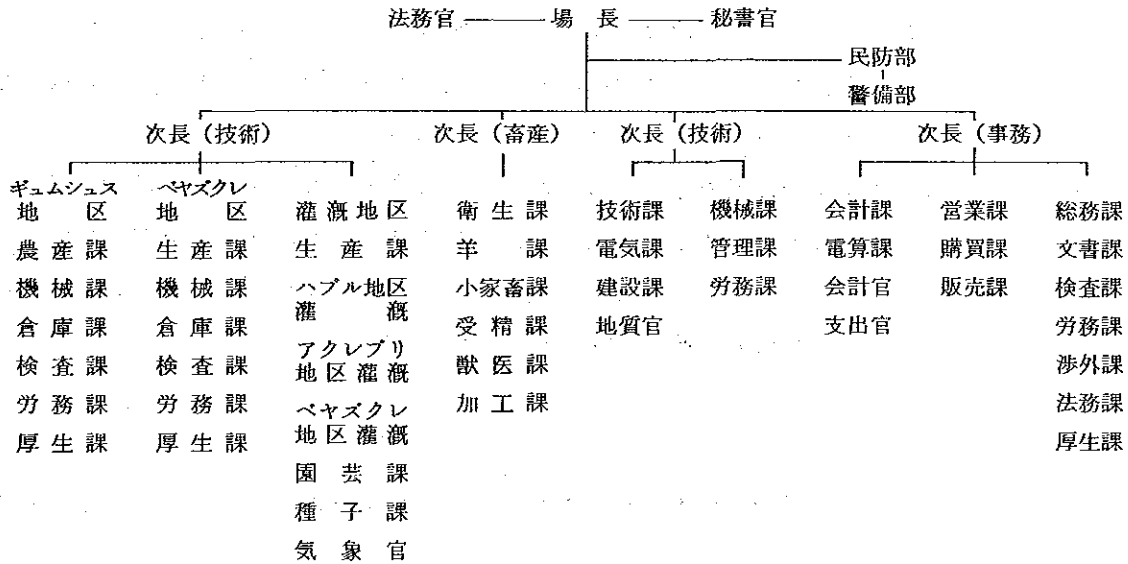 法務官 場長 秘書官
民防部
警備部
次長(技術) 次長(畜産) 次長(技術) 次長(事務)
ギュムシュス地区
農産課
機械課
倉庫課
検査課
労務課
厚生課
ベヤズクレ地区
生産課
機械課
倉庫課
検査課
労務課
厚生課
灌漑地区
生産課
ハブル地区灌漑
アクレプリ地区灌漑
ベヤズクレ地区灌漑
園芸課
種子課
気象官
衛生課
羊課
小家畜課
受精課
獣医課
加工課
技術課
電気課
建設課
地質官
機械課
管理課
労務課
会計課
電算課
会計官
支出官
営業課
購買課
販売課
総務課
文書課
検査課
労務課
渉外課
法務課
厚生課